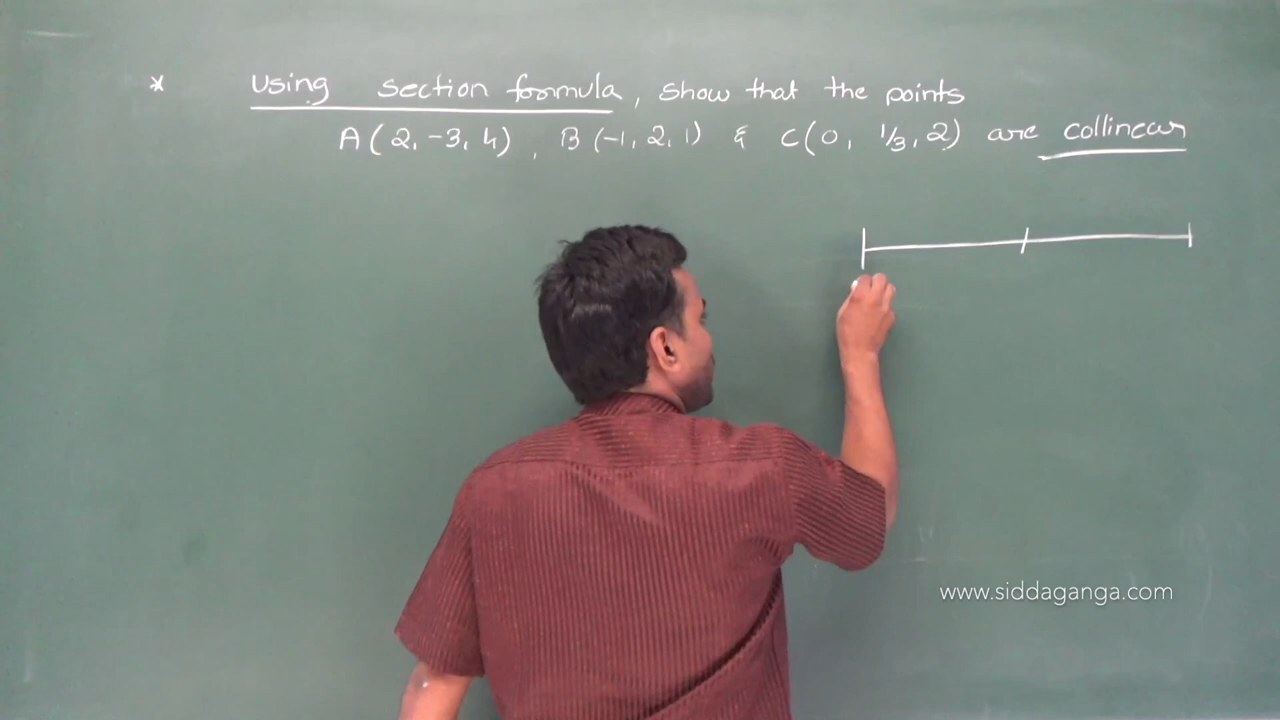 * Using section formula, show that the points
A(2,-3,4), B(-1,2,1) & C(0, 1/3,2) are collinear
www.siddaganga.com